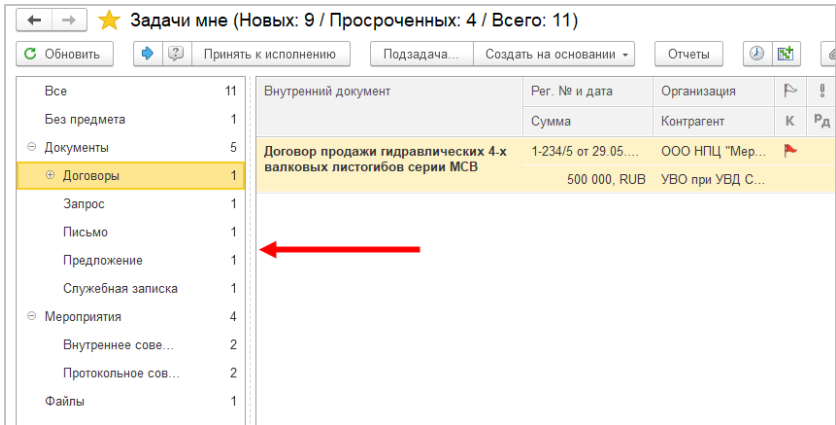 Задачи мне (Новых: 9 / Просроченных: 4 / Всего: 11)
Обновить Принять к исполнению Подзадача... Создать на основании Отчеты
Все 11
Без предмета 1
Документы 5
Договоры 1
Запрос 1
Письмо 1
Предложение 1
Служебная записка 1
Мероприятия 4
Внутреннее сове... 2
Протокольное сов... 2
Файлы 1
Внутренний документ Рег. № и дата Организация
Сумма Контрагент К Рд
Договор продажи гидравлических 4-х 1-234/5 от 29.05.... ООО НПЦ "Мер...
валковых листогибов серии МСВ
500 000, RUB УВО при УВД С...